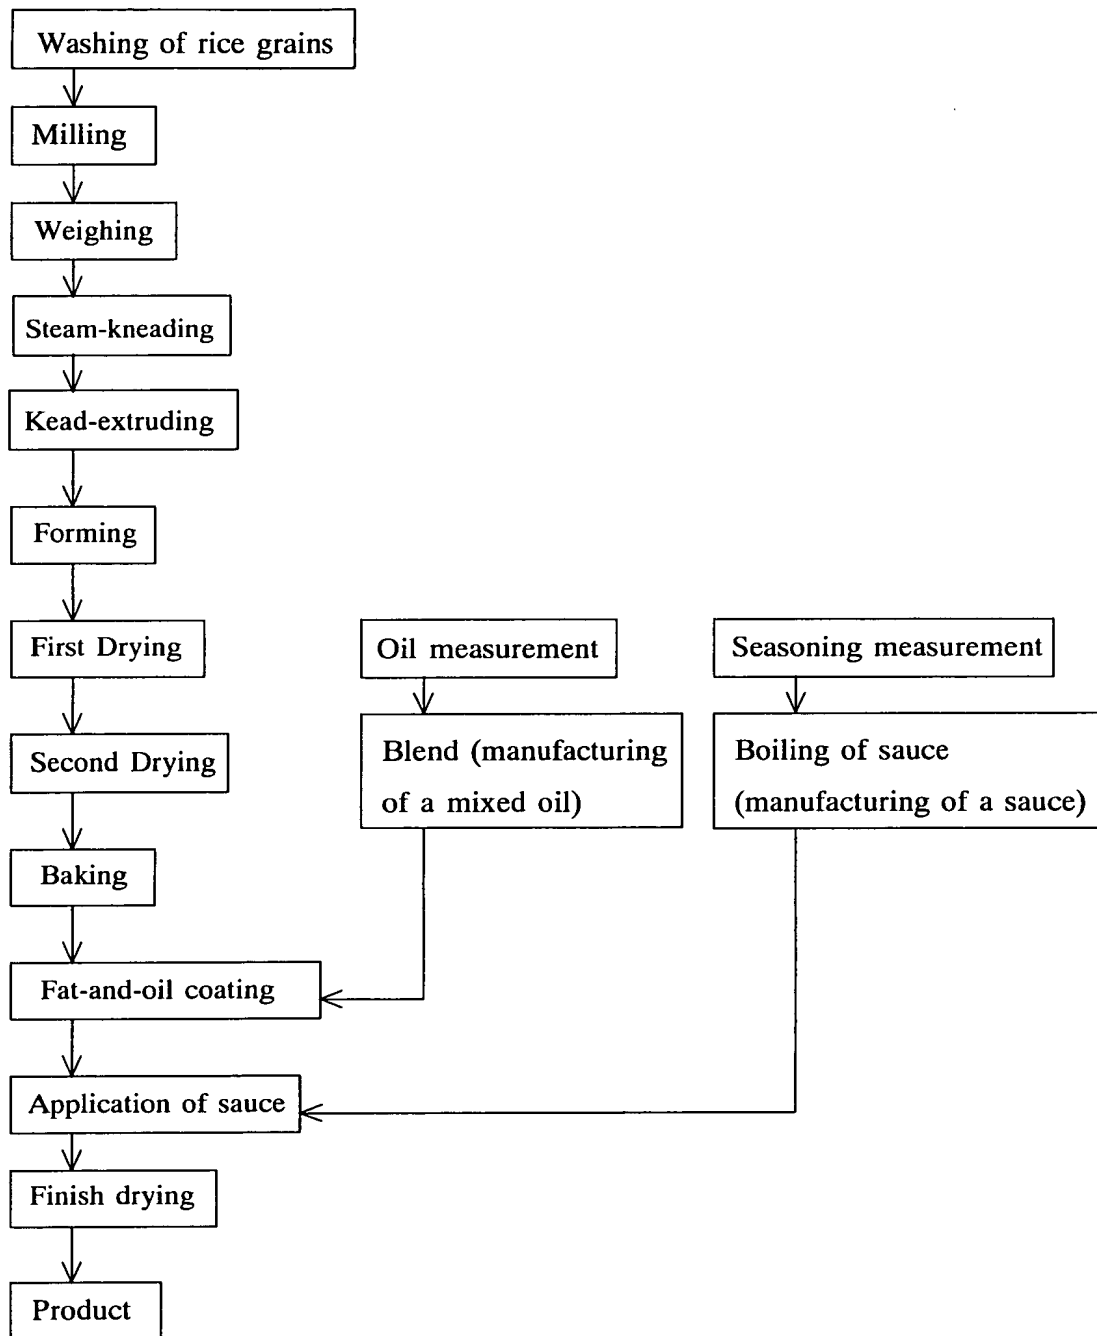 Washing of rice grains
Milling
Weighing
Steam-kneading
Kead-extruding
Forming
First Drying
Oil measurement
Seasoning measurement
Second Drying
Blend (manufacturing
of a mixed oil)
Boiling of sauce
(manufacturing of a sauce)
Baking
Fat-and-oil coating
Application of sauce
Finish drying
Product